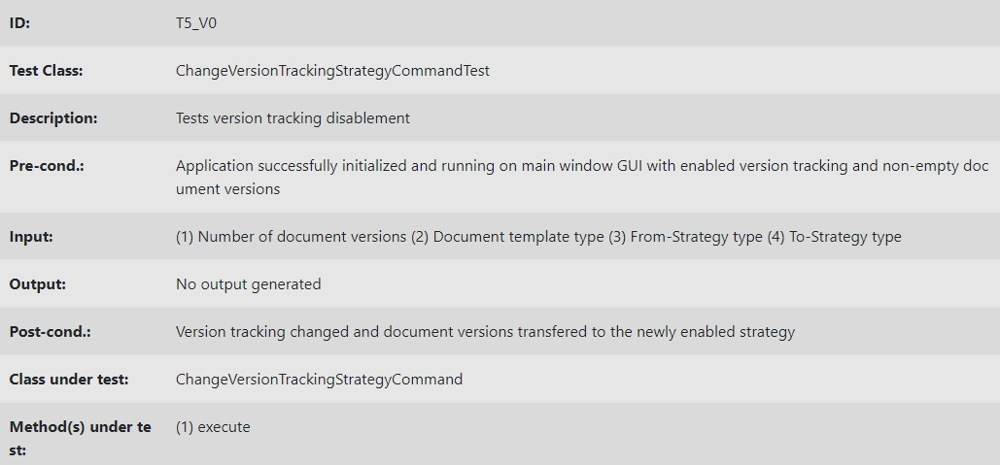 ID: T5_V0
Test Class: ChangeVersionTrackingStrategyCommandTest
Description: Tests version tracking disablement
Pre-cond.: Application successfully initialized and running on main window GUI with enabled version tracking and non-empty doc
ument versions
Input: (1) Number of document versions (2) Document template type (3) From-Strategy type (4) To-Strategy type
Output: No output generated
Post-cond.: Version tracking changed and document versions transfered to the newly enabled strategy
Class under test: ChangeVersionTrackingStrategyCommand
Method(s) under te (1) execute
st: